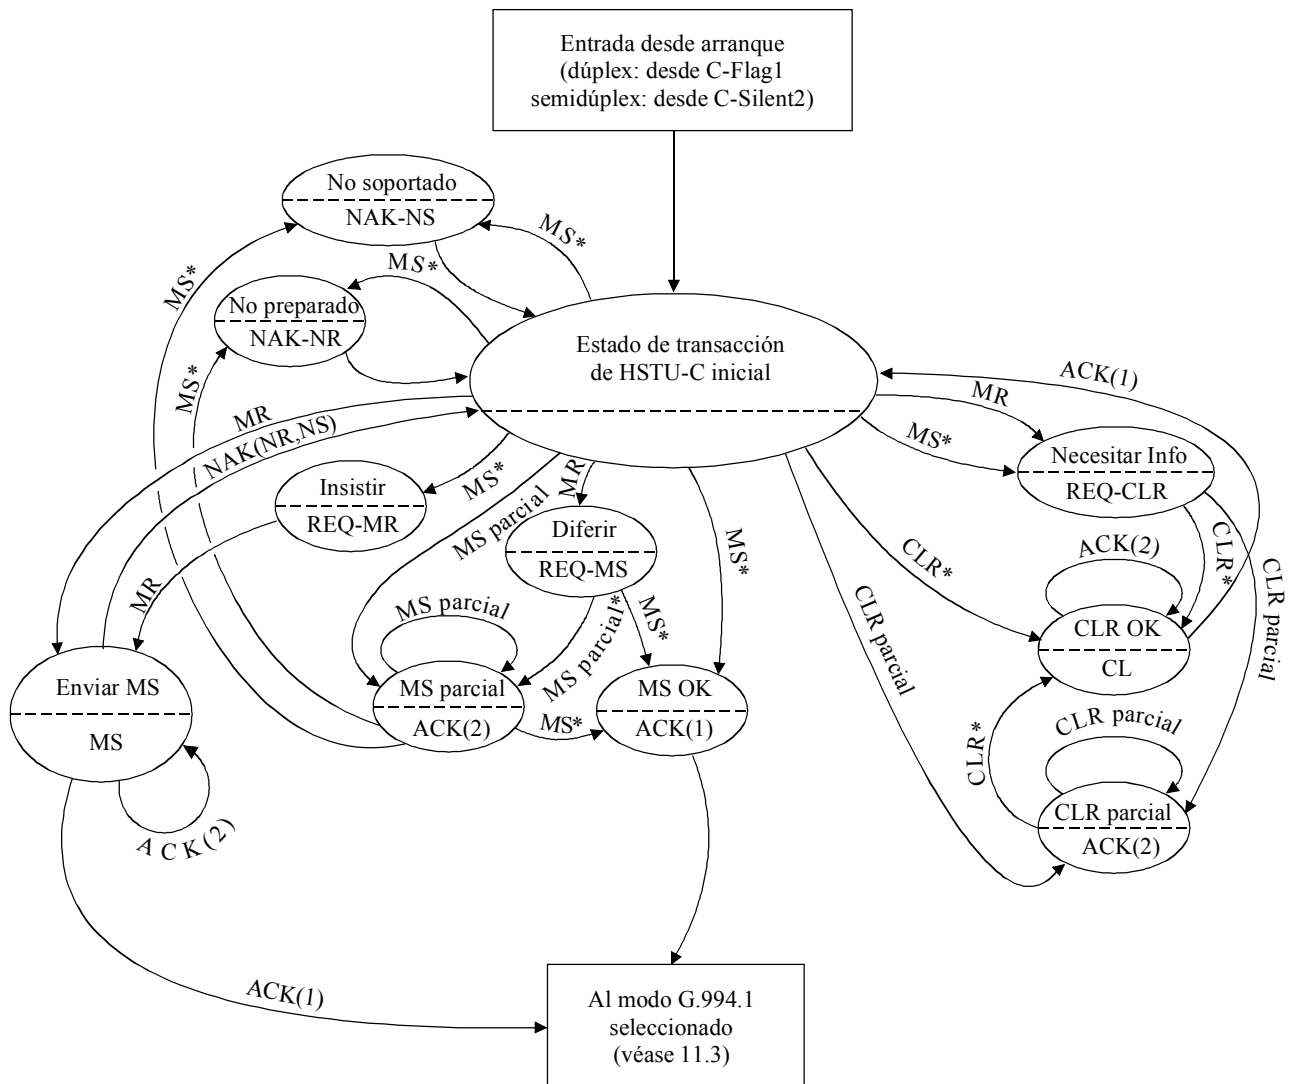 Entrada desde arranque
(dúplex: desde C-Flag1
semidúplex: desde C-Silent2)
No soportado
NAK-NS
MS*
MS*
MS*
No preparado
NAK-NR
MS*
Estado de transacción
de HSTU-C inicial
ACK(1)
MR
MS*
MR
NAK(NR,NS)
Necesitar Info
REQ-CLR
Insistir
REQ-MR
MS*
MS parcial
MR
Diferir
REQ-MS
MS*
CLR*
CLR parcial
ACK(2)
CLR*
CLR parcial
MR
MS parcial
MS parcial*
MS*
CLR OK
CL
Enviar MS
MS
MS parcial
ACK(2)
MS*
MS OK
ACK(1)
CLR*
CLR parcial
CLR parcial
ACK(2)
ACK(2)
ACK(1)
Al modo G.994.1
seleccionado
(véase 11.3)